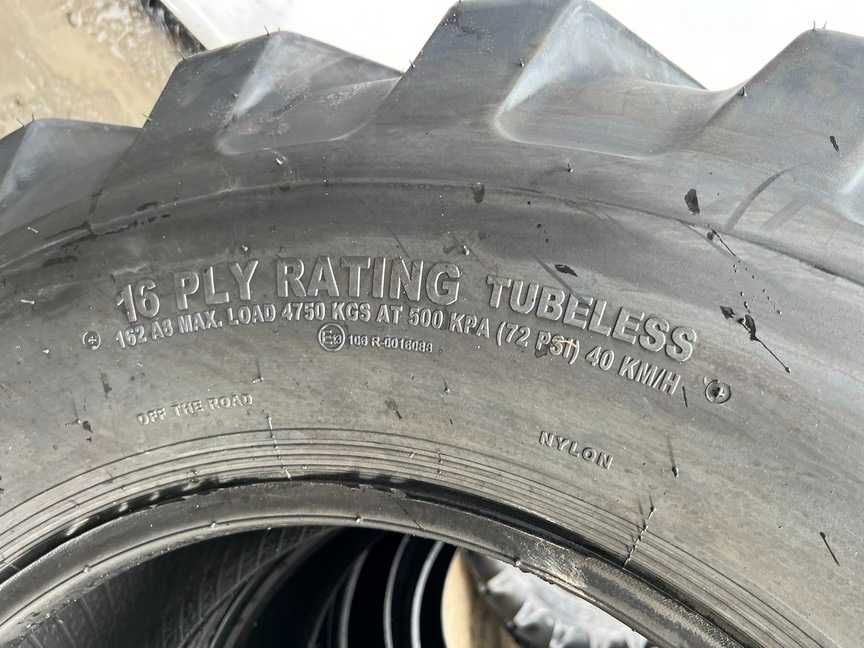 16 PLY RATING TUBELESS
162 A8 MAX. LOAD 4750 KGS AT 500 KPA (72 PSI) 40 KM/H
106 R-0018088
OFF THE ROAD
NYLON